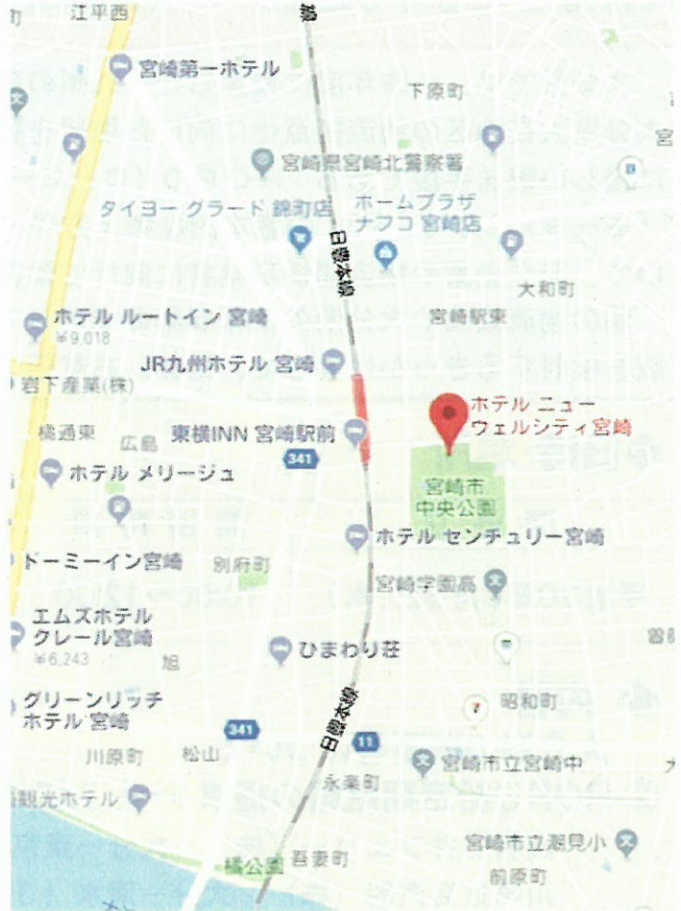 町
江平西
宮崎第一ホテル
下原町
宮
宮崎県宮崎北警察署
タイヨー グラード 錦町店
ホームプラザ
ナフコ 宮崎店
日豊本線
大和町
宮崎駅東
ホテル ルートイン 宮崎
¥9,018
JR九州ホテル 宮崎
岩下産業(株)
ホテル ニュー
ウェルシティ宮崎
橘通東
広島
東横INN 宮崎駅前
341
ホテル メリージュ
宮崎市
中央公園
ホテル センチュリー宮崎
ドーミーイン宮崎
別府町
宮崎学園高
エムズホテル
クレール宮崎
¥6,243
旭
ひまわり荘
グリーンリッチ
ホテル 宮崎
昭和町
341
日豊本線
11
川原町
松山
宮崎市立宮崎中
永楽町
観光ホテル
宮崎市立潮見小
橘公園
吾妻町
前原町